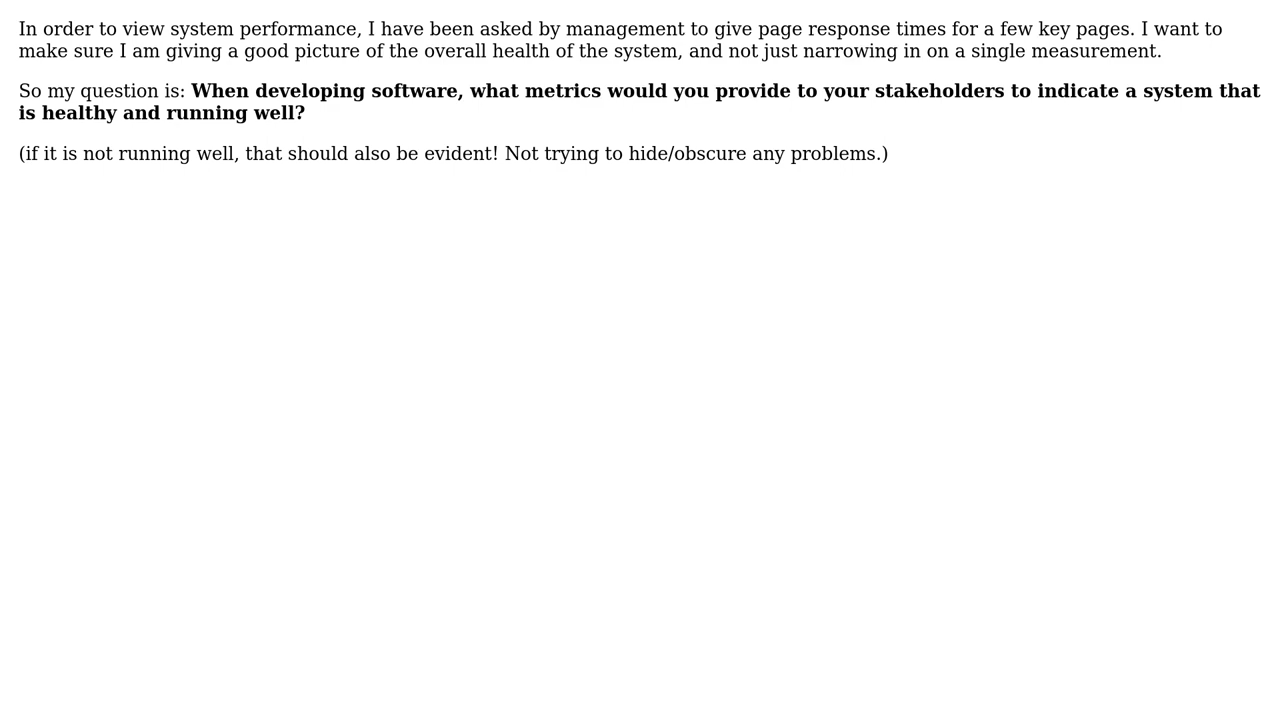 In order to view system performance, I have been asked by management to give page response times for a few key pages. I want to
make sure I am giving a good picture of the overall health of the system, and not just narrowing in on a single measurement.
So my question is: When developing software, what metrics would you provide to your stakeholders to indicate a system that
is healthy and running well?
(if it is not running well, that should also be evident! Not trying to hide/obscure any problems.)